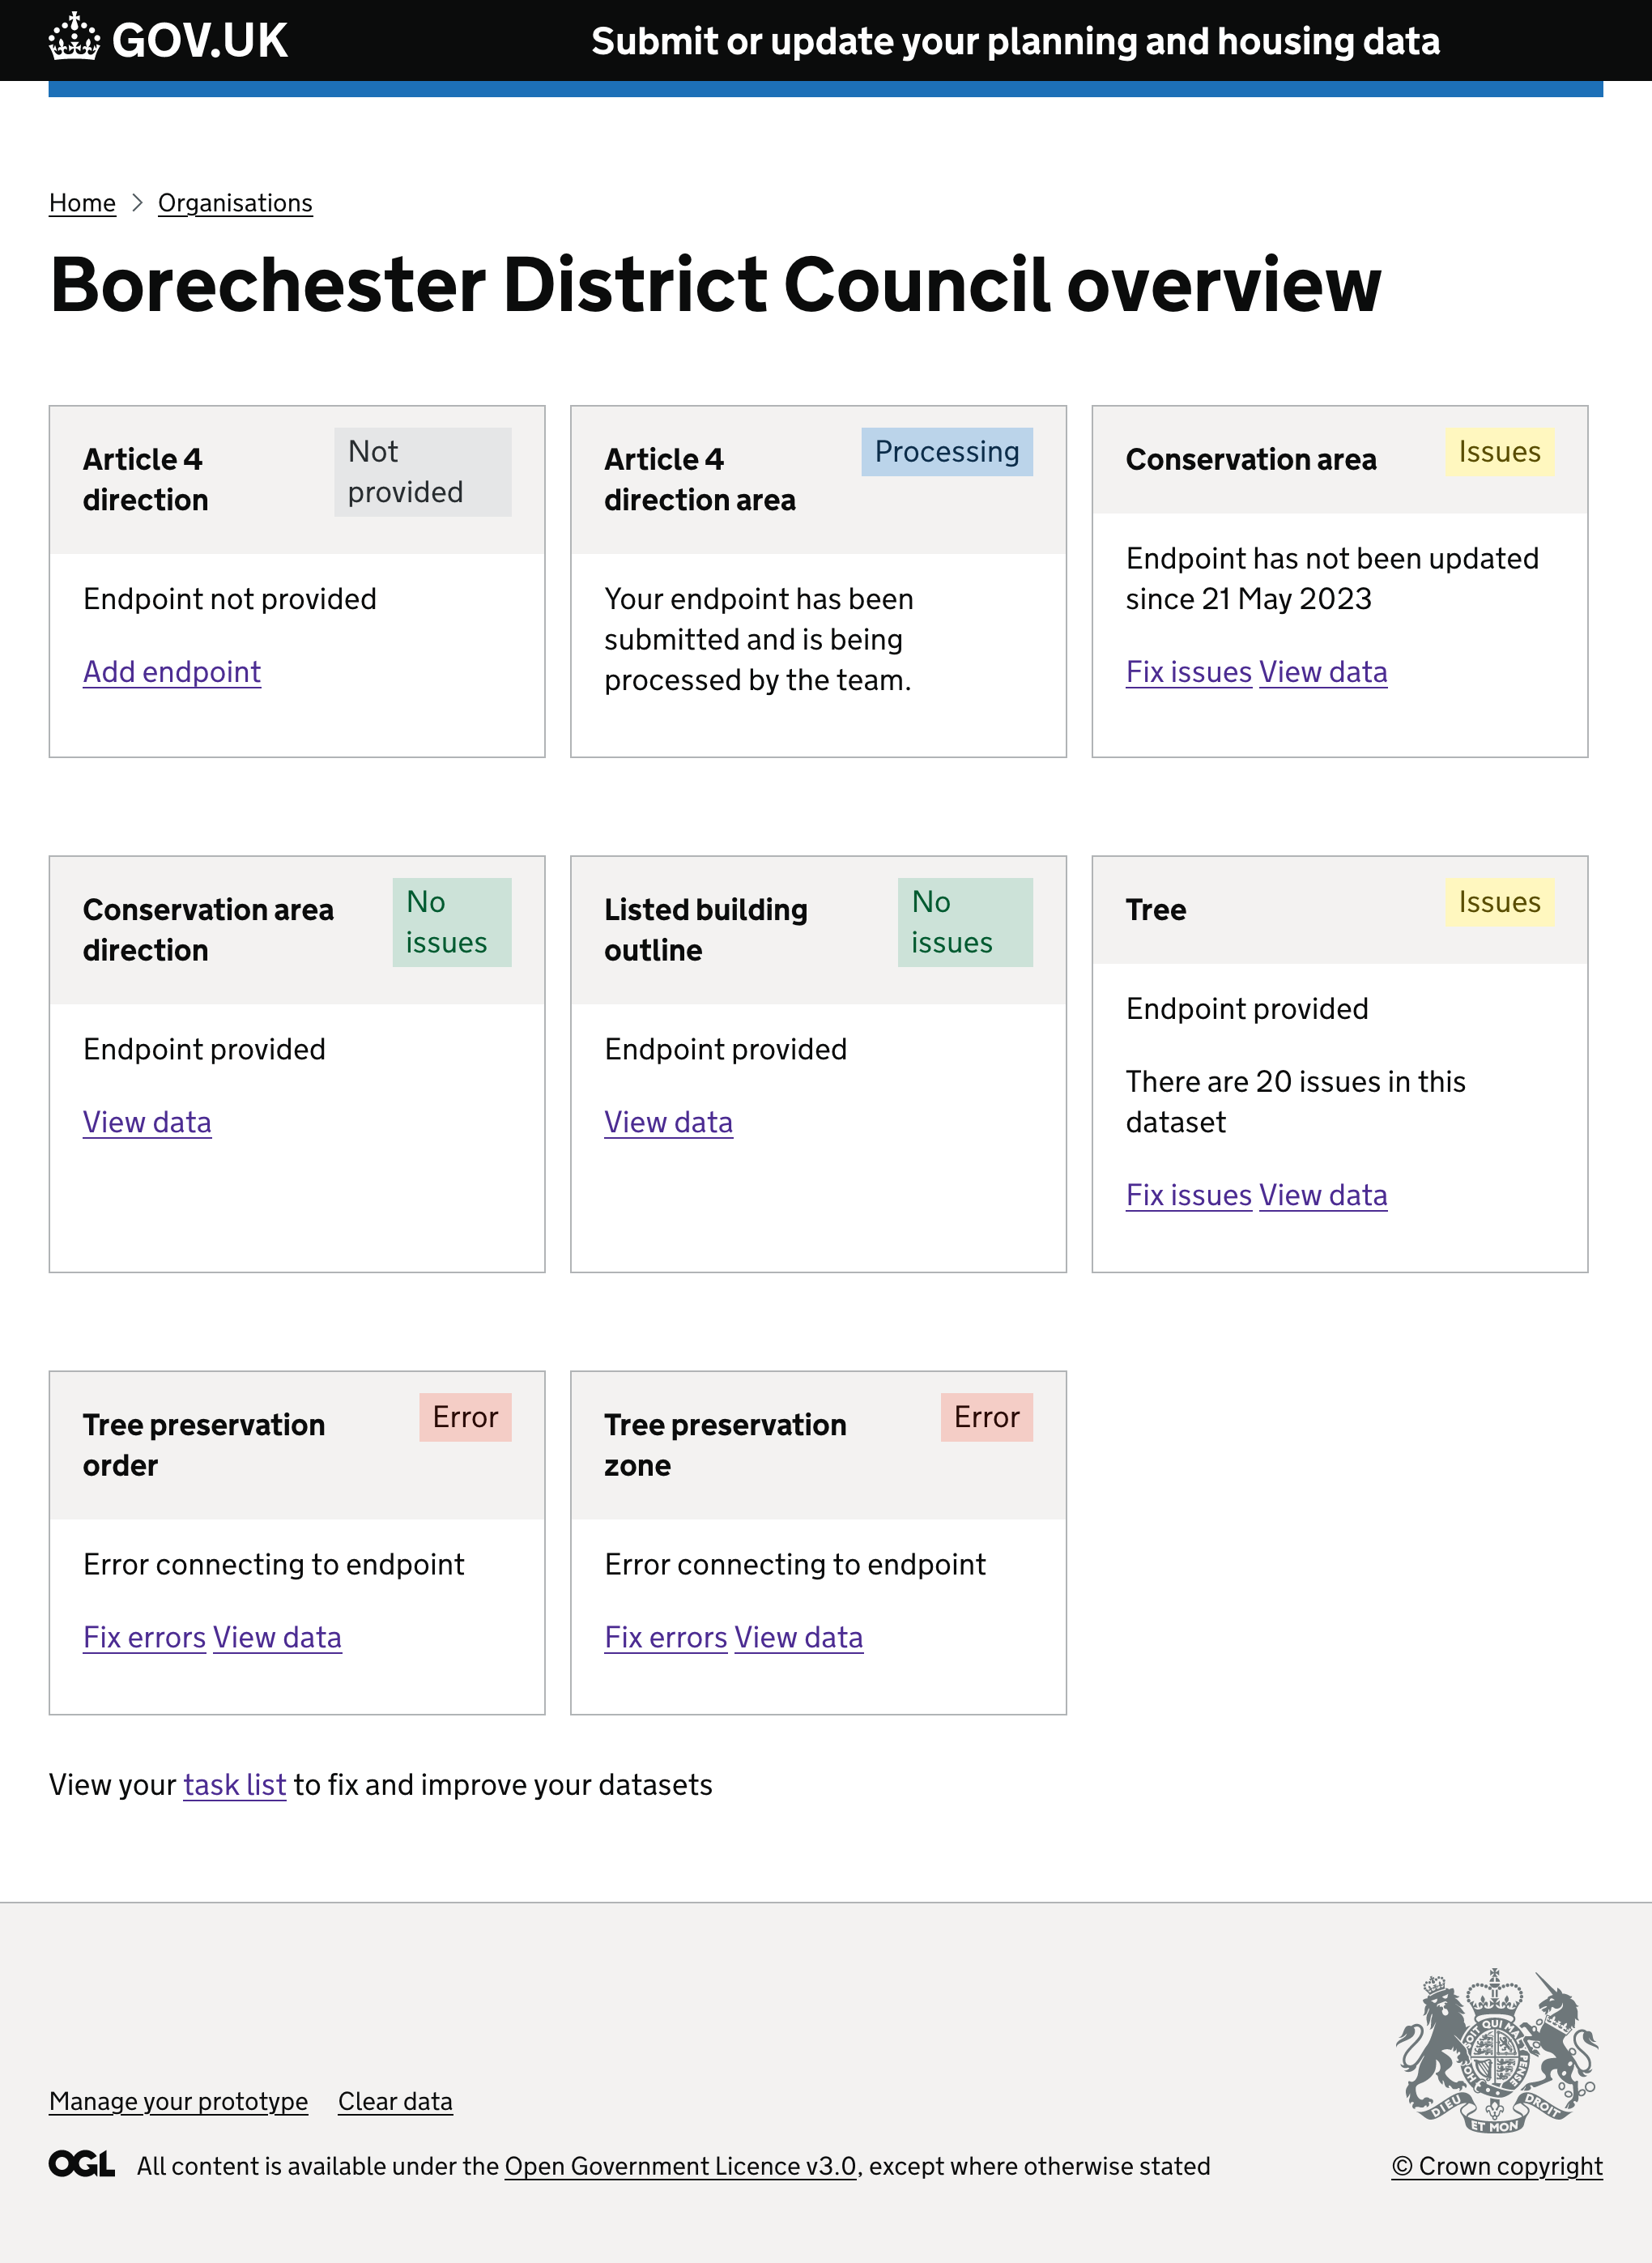 GOV.UK
Submit or update your planning and housing data
Home
Organisations
Borechester District Council overview
Article 4
direction
Not
provided
Endpoint not provided
Add endpoint
Article 4
direction area
Processing
Your endpoint has been
submitted and is being
processed by the team.
Conservation area
Issues
Endpoint has not been updated
since 21 May 2023
Fix issues View data
Conservation area
direction
No
issues
Endpoint provided
View data
Listed building
outline
No
issues
Endpoint provided
View data
Tree
Issues
Endpoint provided
There are 20 issues in this
dataset
Fix issues View data
Tree preservation
order
Error
Error connecting to endpoint
Fix errors View data
Tree preservation
zone
Error
Error connecting to endpoint
Fix errors View data
View your task list to fix and improve your datasets
Manage your prototype
Clear data
DIEU
ET MON
DROIT
OGL
All content is available under the Open Government Licence v3.0, except where otherwise stated
© Crown copyright